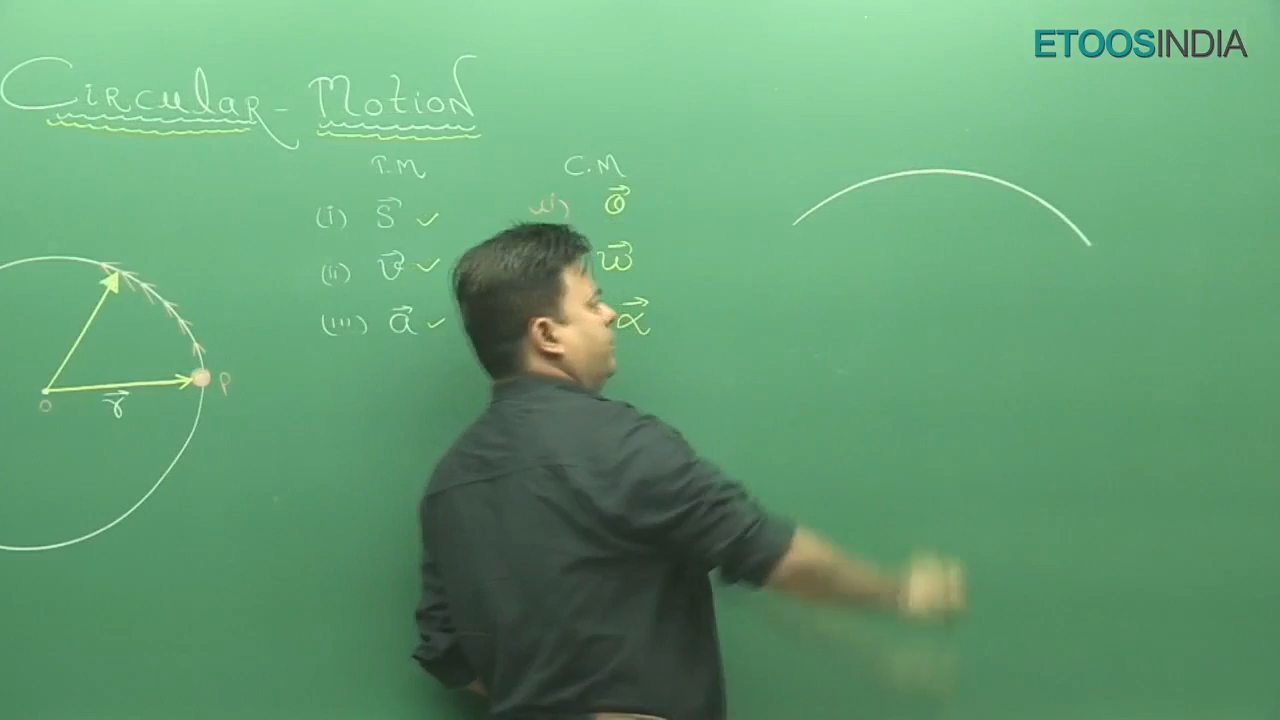 ETOOSINDIA
Circular - Motion
T.M C.M
(i) S⃗ ✓ (i) θ⃗
(ii) v⃗ ✓ ω⃗
(iii) a⃗ ✓ α⃗
P
O
r⃗